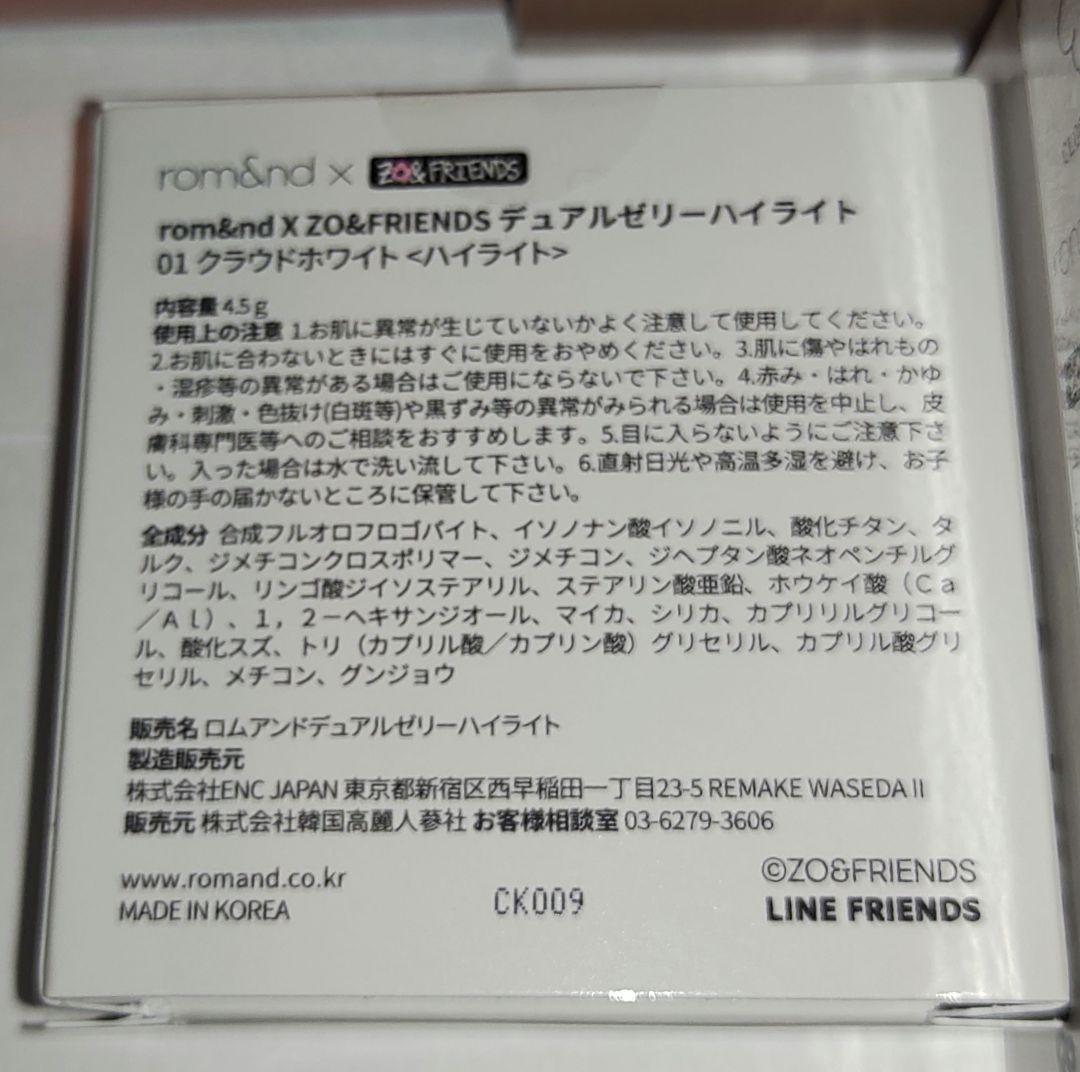 rom&nd × ZO&FRIENDS
rom&nd X ZO&FRIENDS デュアルゼリーハイライト
01 クラウドホワイト <ハイライト>
内容量 4.5 g
使用上の注意 1.お肌に異常が生じていないかよく注意して使用してください。
2.お肌に合わないときにはすぐに使用をおやめください。3.肌に傷やはれもの
・湿疹等の異常がある場合はご使用にならないで下さい。4.赤み・はれ・かゆ
み・刺激・色抜け(白斑等)や黒ずみ等の異常がみられる場合は使用を中止し、皮
膚科専門医等へのご相談をおすすめします。5.目に入らないようにご注意下さ
い。入った場合は水で洗い流して下さい。6.直射日光や高温多湿を避け、お子
様の手の届かないところに保管して下さい。
全成分 合成フルオロフロゴパイト、イソノナン酸イソノニル、酸化チタン、タ
ルク、ジメチコンクロスポリマー、ジメチコン、ジヘプタン酸ネオペンチルグ
リコール、リンゴ酸ジイソステアリル、ステアリン酸亜鉛、ホウケイ酸（Ｃａ
／Ａｌ）、１，２－ヘキサンジオール、マイカ、シリカ、カプリリルグリコー
ル、酸化スズ、トリ（カプリル酸／カプリン酸）グリセリル、カプリル酸グリ
セリル、メチコン、グンジョウ
販売名 ロムアンドデュアルゼリーハイライト
製造販売元
株式会社ENC JAPAN 東京都新宿区西早稲田一丁目23-5 REMAKE WASEDA II
販売元 株式会社韓国高麗人蔘社 お客様相談室 03-6279-3606
www.romand.co.kr
MADE IN KOREA
CK009
©ZO&FRIENDS
LINE FRIENDS